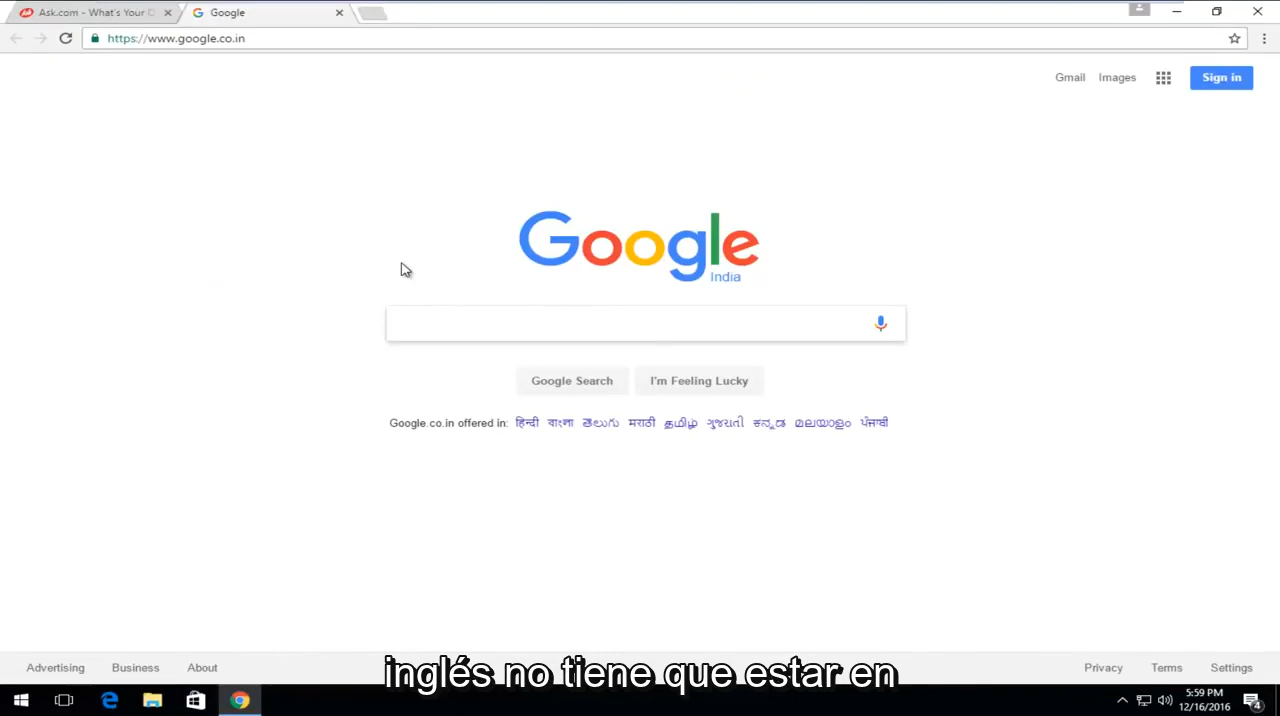 Ask.com - What's Your
Google
https://www.google.co.in
Gmail Images Sign in
Google
India
Google Search I'm Feeling Lucky
Google.co.in offered in: हिन्दी বাংলা తెలుగు मराठी தமிழ் ગુજરાતી ಕನ್ನಡ മലയാളം ਪੰਜਾਬੀ
Advertising Business About Privacy Terms Settings
inglés no tiene que estar en
5:59 PM
12/16/2016
4